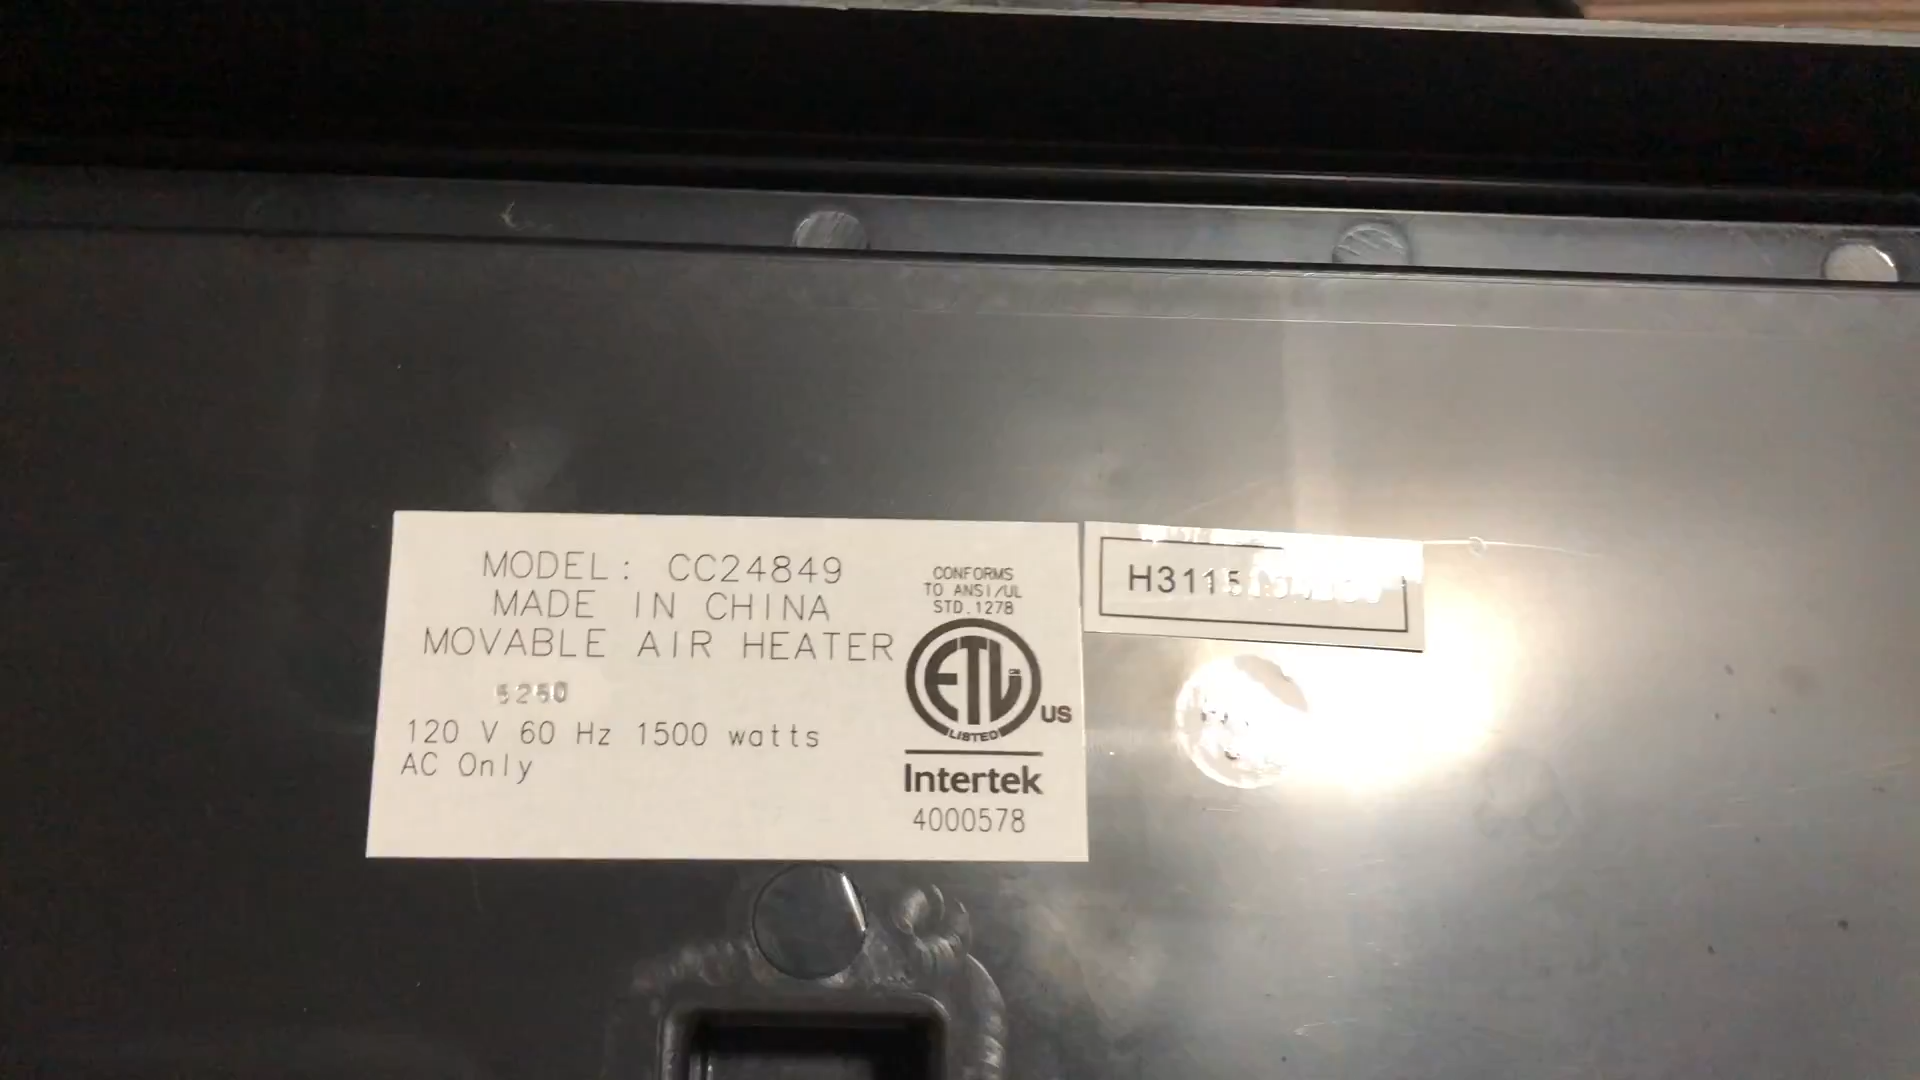 MODEL: CC24849
MADE IN CHINA
MOVABLE AIR HEATER
5250
120 V 60 Hz 1500 watts
AC Only
CONFORMS
TO ANSI/UL
STD.1278
ETL
CM
US
LISTED
Intertek
4000578